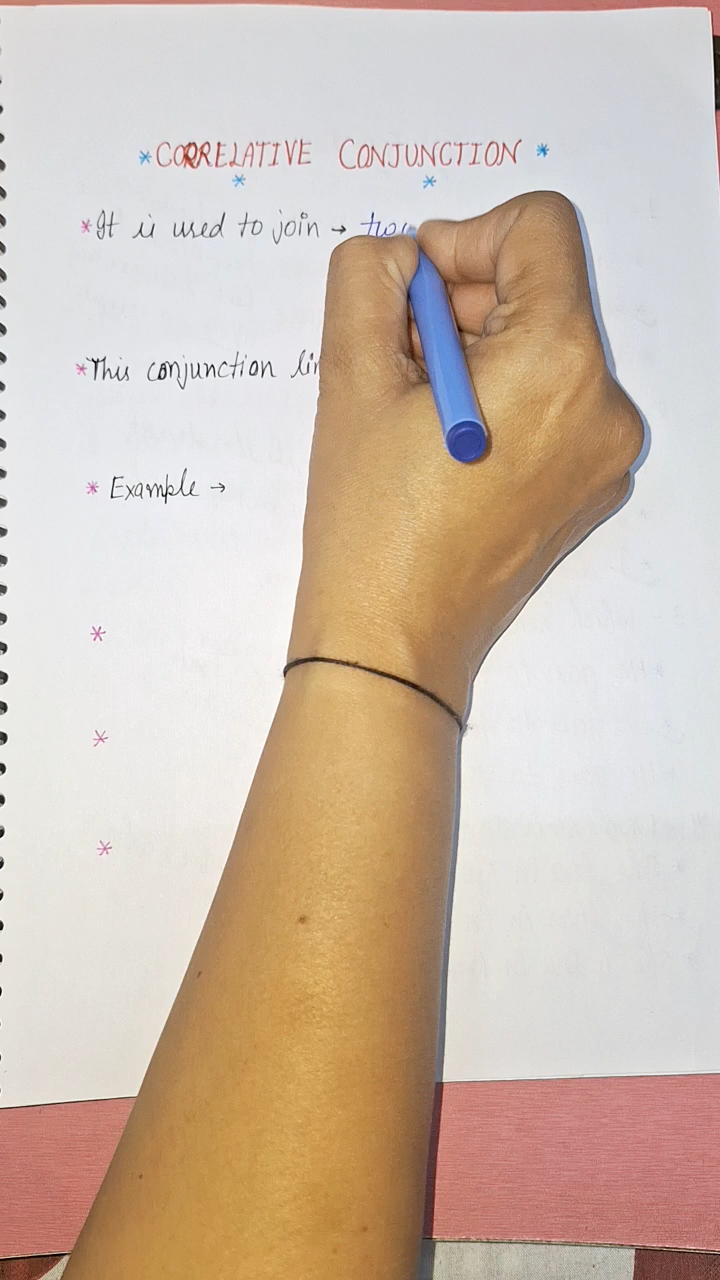 *CORRELATIVE CONJUNCTION*
* *
*It is used to join →
*This conjunction
* Example →
*
*
*